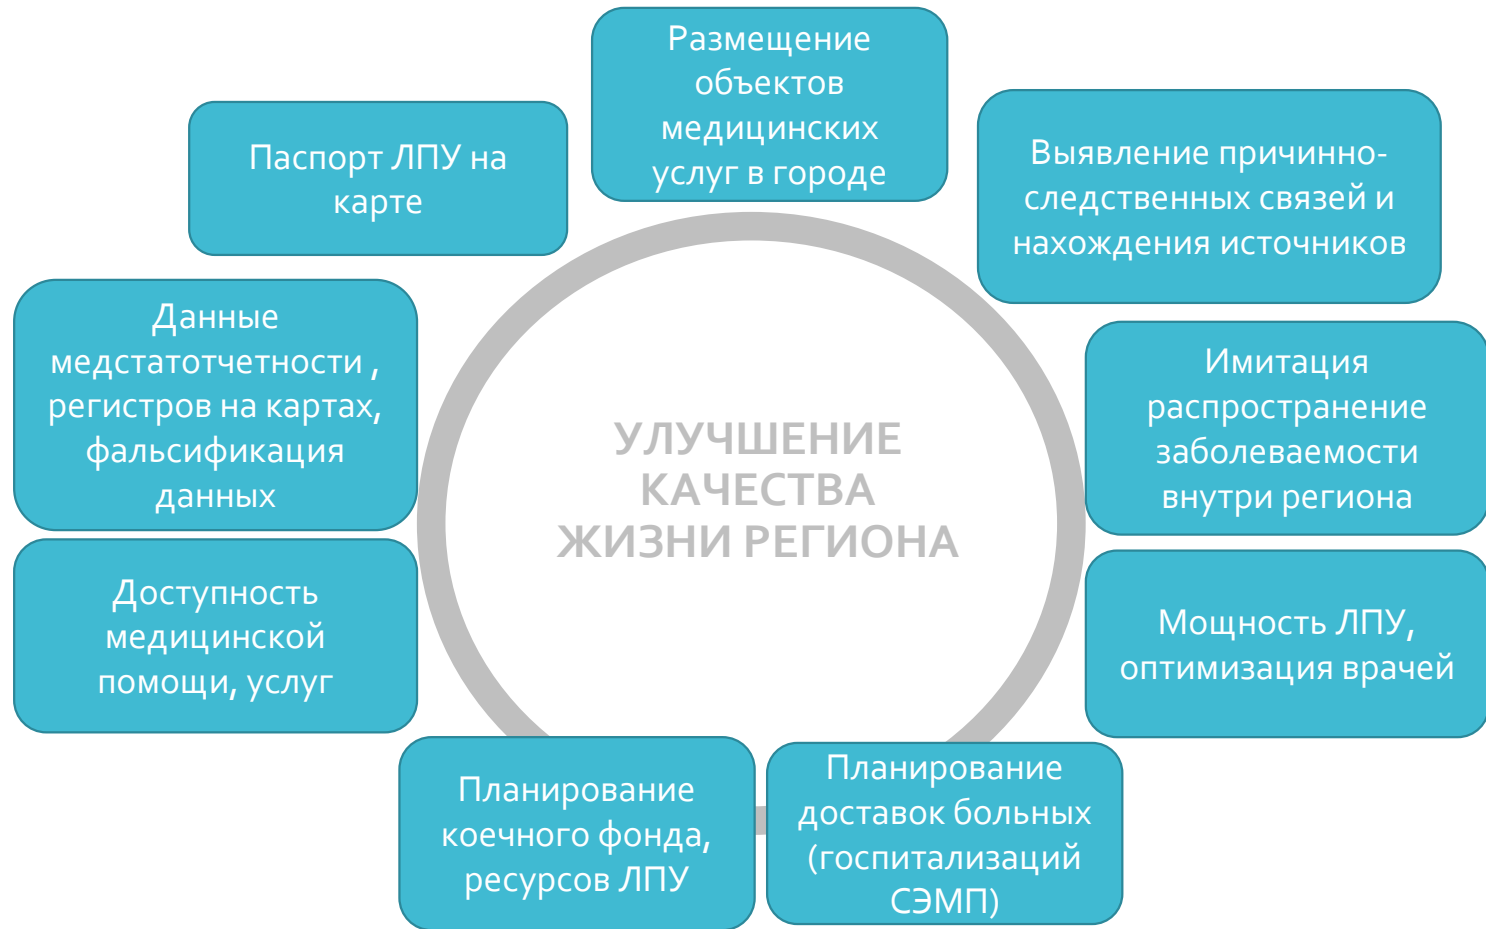 Размещение
объектов
медицинских
услуг в городе
Паспорт ЛПУ на
карте
Выявление причинно-
следственных связей и
нахождения источников
Данные
медстатотчетности ,
регистров на картах,
фальсификация
данных
Имитация
распространение
заболеваемости
внутри региона
УЛУЧШЕНИЕ
КАЧЕСТВА
ЖИЗНИ РЕГИОНА
Доступность
медицинской
помощи, услуг
Мощность ЛПУ,
оптимизация врачей
Планирование
коечного фонда,
ресурсов ЛПУ
Планирование
доставок больных
(госпитализаций
СЭМП)